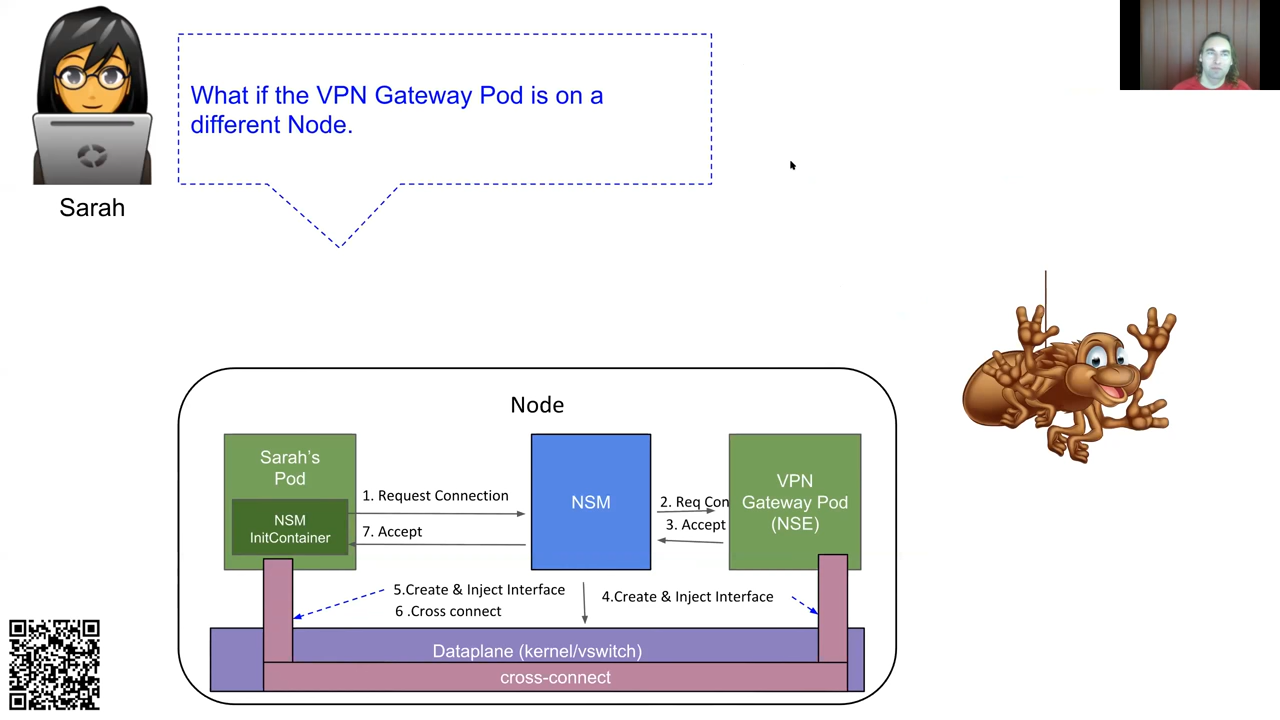 What if the VPN Gateway Pod is on a
different Node.
Sarah
Node
Sarah's
Pod
NSM
InitContainer
1. Request Connection
7. Accept
NSM
2. Req Con
3. Accept
VPN
Gateway Pod
(NSE)
5.Create & Inject Interface
6 .Cross connect
4.Create & Inject Interface
Dataplane (kernel/vswitch)
cross-connect